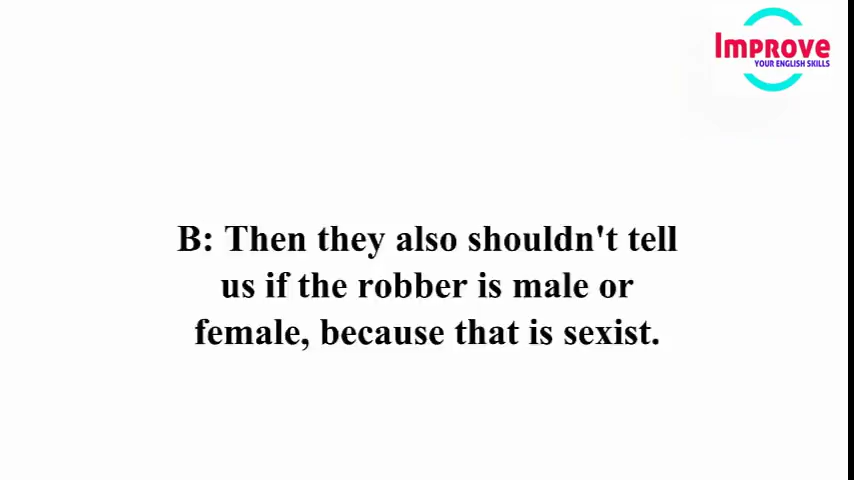 Improve
YOUR ENGLISH SKILLS
B: Then they also shouldn't tell
us if the robber is male or
female, because that is sexist.